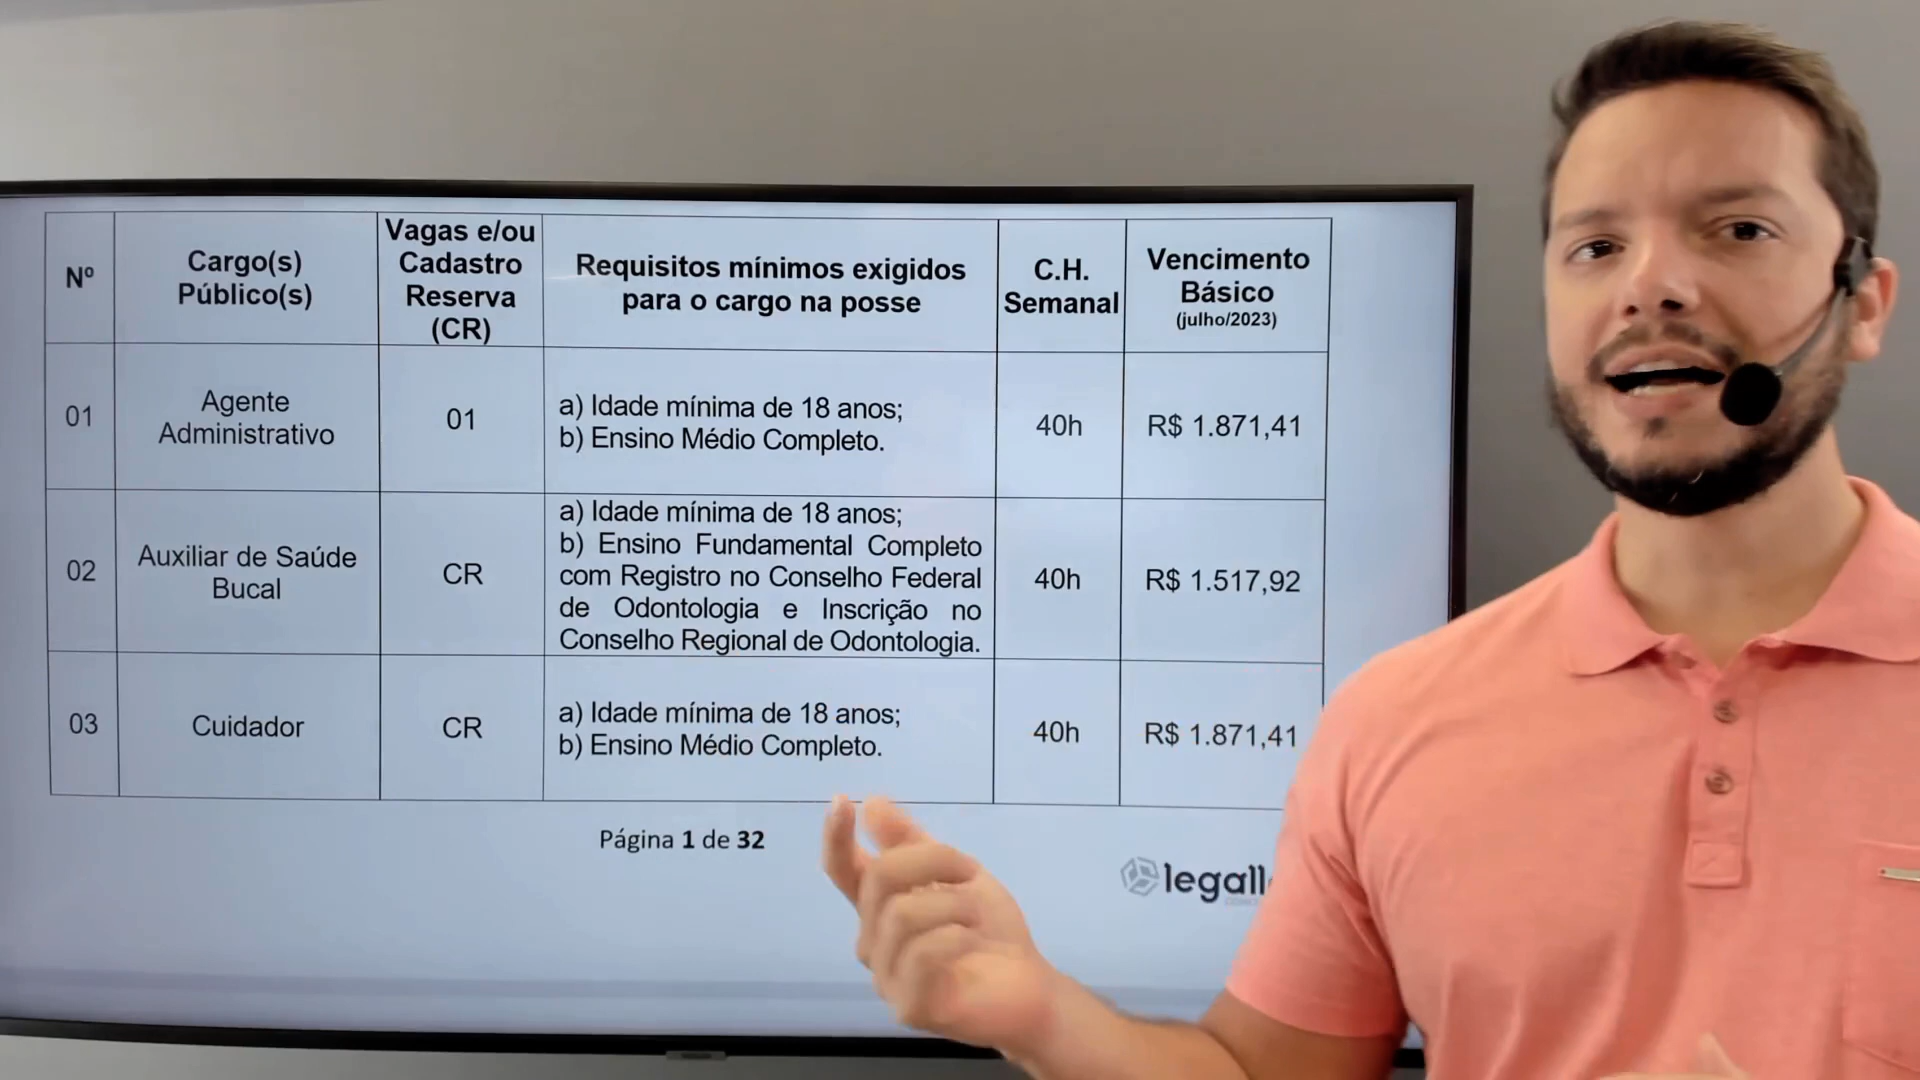 Nº
Cargo(s)
Público(s)
Vagas e/ou
Cadastro
Reserva
(CR)
Requisitos mínimos exigidos
para o cargo na posse
C.H.
Semanal
Vencimento
Básico
(julho/2023)
01
Agente
Administrativo
01
a) Idade mínima de 18 anos;
b) Ensino Médio Completo.
40h
R$ 1.871,41
02
Auxiliar de Saúde
Bucal
CR
a) Idade mínima de 18 anos;
b) Ensino Fundamental Completo
com Registro no Conselho Federal
de Odontologia e Inscrição no
Conselho Regional de Odontologia.
40h
R$ 1.517,92
03
Cuidador
CR
a) Idade mínima de 18 anos;
b) Ensino Médio Completo.
40h
R$ 1.871,41
Página 1 de 32
legall